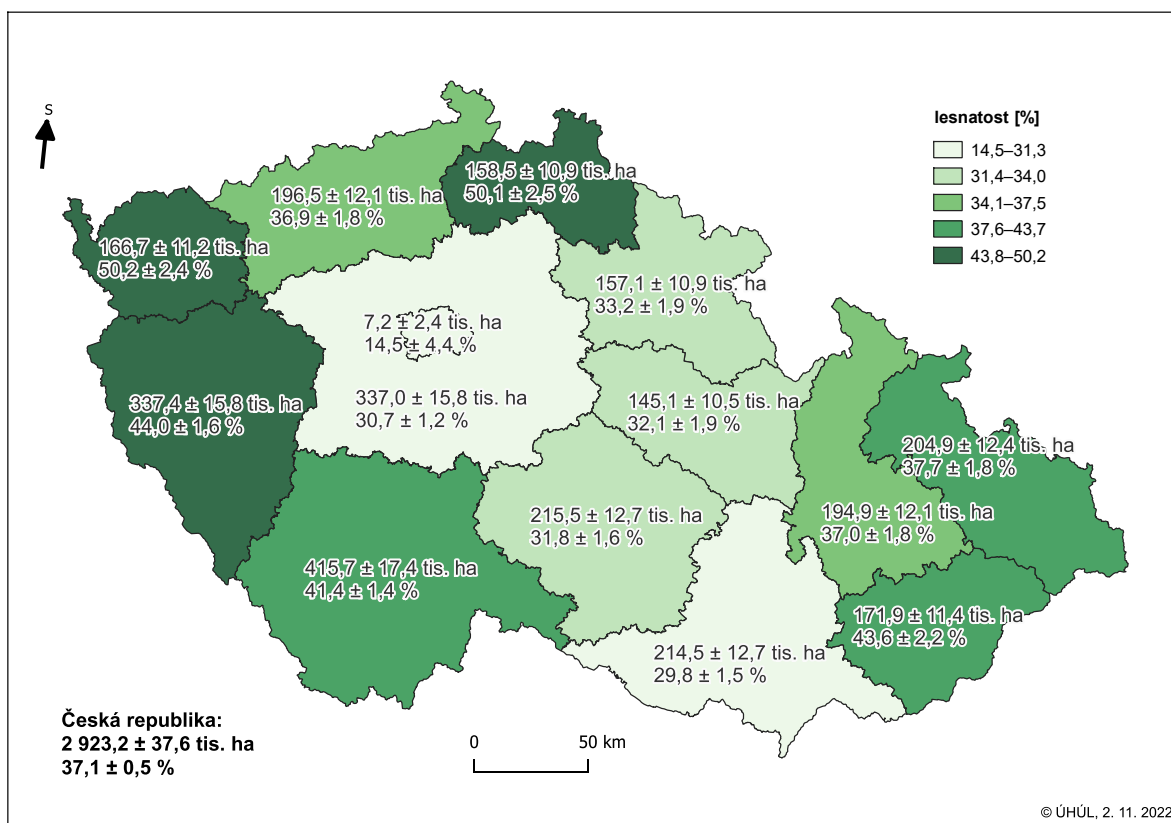 S
lesnatost [%]
14,5–31,3
31,4–34,0
34,1–37,5
37,6–43,7
43,8–50,2
158,5 ± 10,9 tis. ha
50,1 ± 2,5 %
196,5 ± 12,1 tis. ha
36,9 ± 1,8 %
166,7 ± 11,2 tis. ha
50,2 ± 2,4 %
157,1 ± 10,9 tis. ha
33,2 ± 1,9 %
7,2 ± 2,4 tis. ha
14,5 ± 4,4 %
337,4 ± 15,8 tis. ha
44,0 ± 1,6 %
337,0 ± 15,8 tis. ha
30,7 ± 1,2 %
145,1 ± 10,5 tis. ha
32,1 ± 1,9 %
204,9 ± 12,4 tis. ha
37,7 ± 1,8 %
215,5 ± 12,7 tis. ha
31,8 ± 1,6 %
194,9 ± 12,1 tis. ha
37,0 ± 1,8 %
415,7 ± 17,4 tis. ha
41,4 ± 1,4 %
171,9 ± 11,4 tis. ha
43,6 ± 2,2 %
214,5 ± 12,7 tis. ha
29,8 ± 1,5 %
Česká republika:
2 923,2 ± 37,6 tis. ha
37,1 ± 0,5 %
0 50 km
© ÚHÚL, 2. 11. 2022